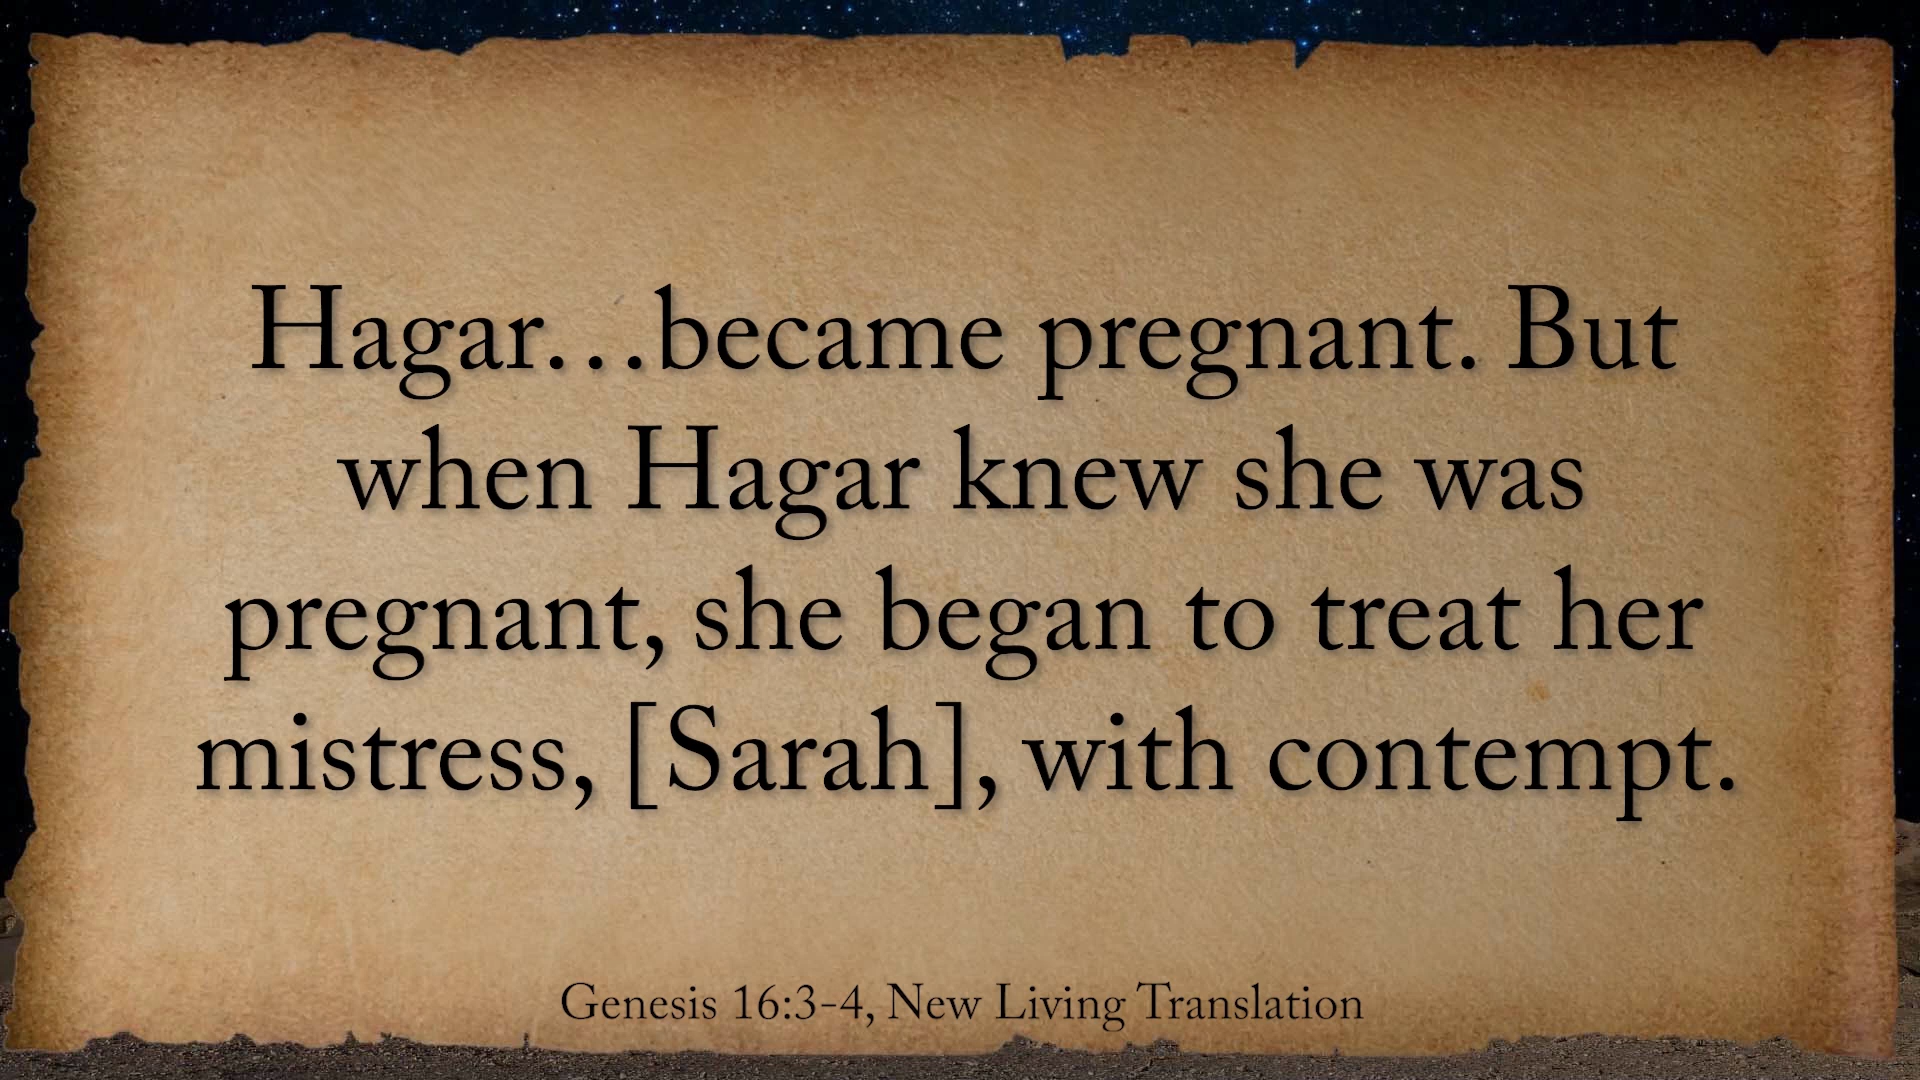 Hagar…became pregnant. But
when Hagar knew she was
pregnant, she began to treat her
mistress, [Sarah], with contempt.
Genesis 16:3-4, New Living Translation